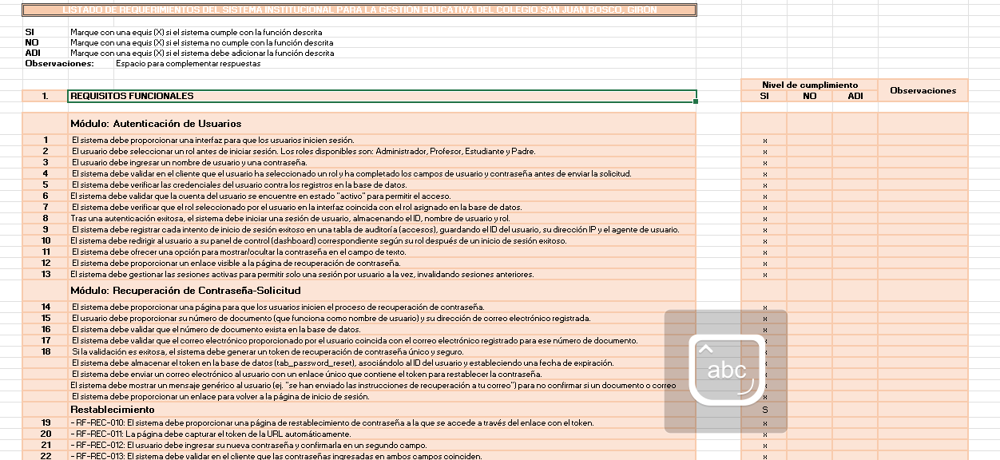 LISTADO DE REQUERIMIENTOS DEL SISTEMA INSTITUCIONAL PARA LA GESTION EDUCATIVA DEL COLEGIO SAN JUAN BOSCO, GIRON
SI Marque con una equis (X) si el sistema cumple con la función descrita
NO Marque con una equis (X) si el sistema no cumple con la función descrita
ADI Marque con una equis (X) si el sistema debe adicionar la función descrita
Observaciones: Espacio para complementar respuestas
Nivel de cumplimiento Observaciones
1. REQUISITOS FUNCIONALES SI NO ADI
Módulo: Autenticación de Usuarios
1 El sistema debe proporcionar una interfaz para que los usuarios inicien sesión. x
2 El usuario debe seleccionar un rol antes de iniciar sesión. Los roles disponibles son: Administrador, Profesor, Estudiante y Padre. x
3 El usuario debe ingresar un nombre de usuario y una contraseña. x
4 El sistema debe validar en el cliente que el usuario ha seleccionado un rol y ha completado los campos de usuario y contraseña antes de enviar la solicitud. x
5 El sistema debe verificar las credenciales del usuario contra los registros en la base de datos. x
6 El sistema debe validar que la cuenta del usuario se encuentre en estado "activo" para permitir el acceso. x
7 El sistema debe verificar que el rol seleccionado por el usuario en la interfaz coincida con el rol asignado en la base de datos. x
8 Tras una autenticación exitosa, el sistema debe iniciar una sesión de usuario, almacenando el ID, nombre de usuario y rol. x
9 El sistema debe registrar cada intento de inicio de sesión exitoso en una tabla de auditoría (accesos), guardando el ID del usuario, su dirección IP y el agente de usuario. x
10 El sistema debe redirigir al usuario a su panel de control (dashboard) correspondiente según su rol después de un inicio de sesión exitoso. x
11 El sistema debe ofrecer una opción para mostrar/ocultar la contraseña en el campo de texto. x
12 El sistema debe proporcionar un enlace visible a la página de recuperación de contraseña. x
13 El sistema debe gestionar las sesiones activas para permitir solo una sesión por usuario a la vez, invalidando sesiones anteriores. x
Módulo: Recuperación de Contraseña-Solicitud
14 El sistema debe proporcionar una página para que los usuarios inicien el proceso de recuperación de contraseña. x
15 El usuario debe proporcionar su número de documento (que funciona como nombre de usuario) y su dirección de correo electrónico registrada. x
16 El sistema debe validar que el número de documento exista en la base de datos. x
17 El sistema debe validar que el correo electrónico proporcionado por el usuario coincida con el correo electrónico registrado para ese número de documento. x
18 Si la validación es exitosa, el sistema debe generar un token de recuperación de contraseña único y seguro. x
El sistema debe almacenar el token en la base de datos (tab_password_reset), asociándolo al ID del usuario y estableciendo una fecha de expiración. x
El sistema debe enviar un correo electrónico al usuario con un enlace único que contiene el token para restablecer la contraseña. x
El sistema debe mostrar un mensaje genérico al usuario (ej. "se han enviado las instrucciones de recuperación a tu correo") para no confirmar si un documento o correo x
El sistema debe proporcionar un enlace para volver a la página de inicio de sesión. x
abc
Restablecimiento S
19 - RF-REC-010: El sistema debe proporcionar una página de restablecimiento de contraseña a la que se accede a través del enlace con el token. x
20 - RF-REC-011: La página debe capturar el token de la URL automáticamente. x
21 - RF-REC-012: El usuario debe ingresar su nueva contraseña y confirmarla en un segundo campo. x
22 - RF-REC-013: El sistema debe validar en el cliente que las contraseñas ingresadas en ambos campos coinciden. x